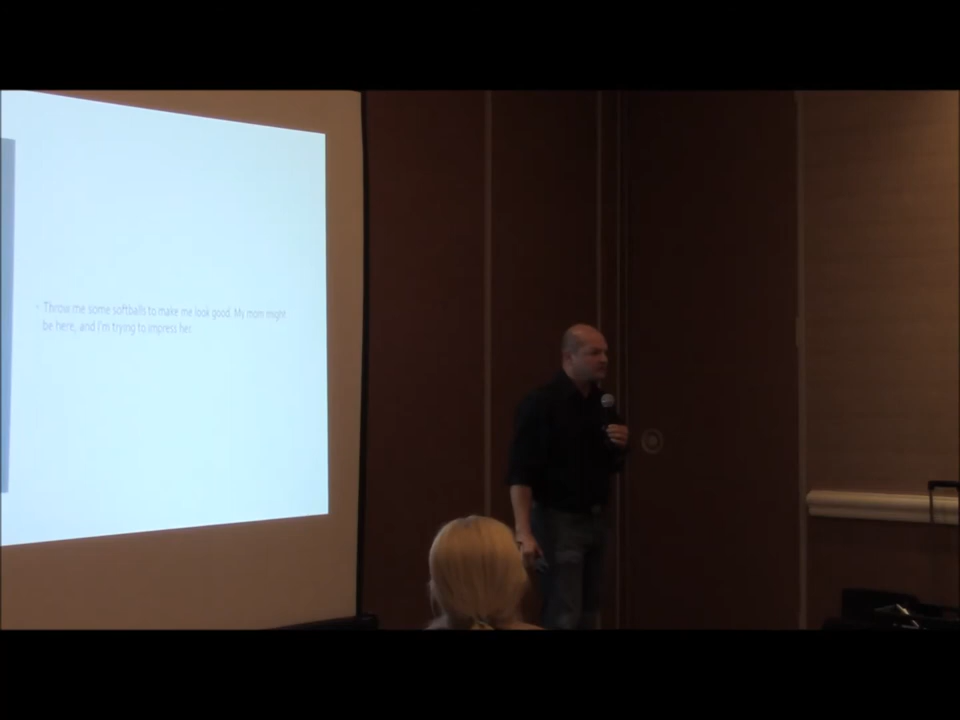 Throw me some softballs to make me look good. My mom might
be here, and I'm trying to impress her.